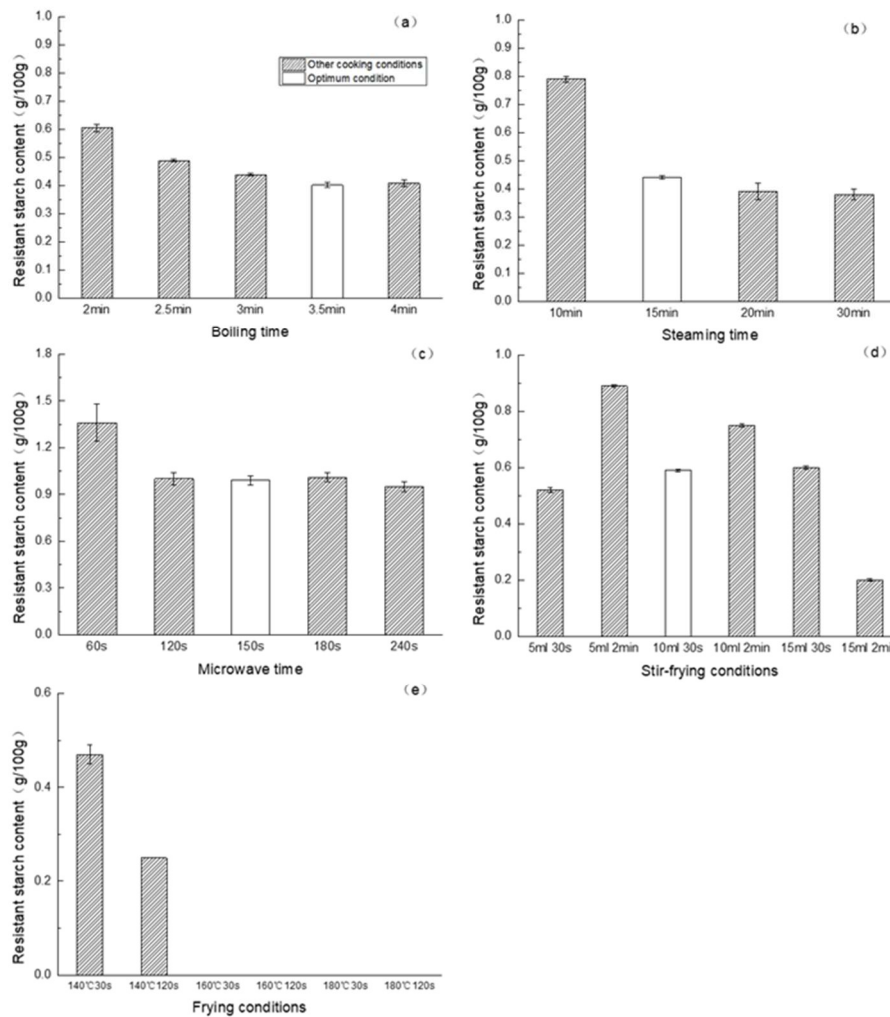 (a)
1.0
0.9
0.8
0.7
0.6
0.5
0.4
0.3
0.2
0.1
0.0
Resistant starch content (g/100g)
Other cooking conditions
Optimum condition
2min 2.5min 3min 3.5min 4min
Boiling time
(b)
1.0
0.9
0.8
0.7
0.6
0.5
0.4
0.3
0.2
0.1
0.0
Resistant starch content (g/100g)
10min 15min 20min 30min
Steaming time
(c)
1.8
1.5
1.2
0.9
0.6
0.3
0.0
Resistant starch content (g/100g)
60s 120s 150s 180s 240s
Microwave time
(d)
1.0
0.8
0.6
0.4
0.2
0.0
Resistant starch content (g/100g)
5ml 30s 5ml 2min 10ml 30s 10ml 2min 15ml 30s 15ml 2min
Stir-frying conditions
(e)
0.6
0.4
0.2
0.0
Resistant starch content (g/100g)
140℃30s 140℃120s 160℃30s 160℃120s 180℃30s 180℃120s
Frying conditions